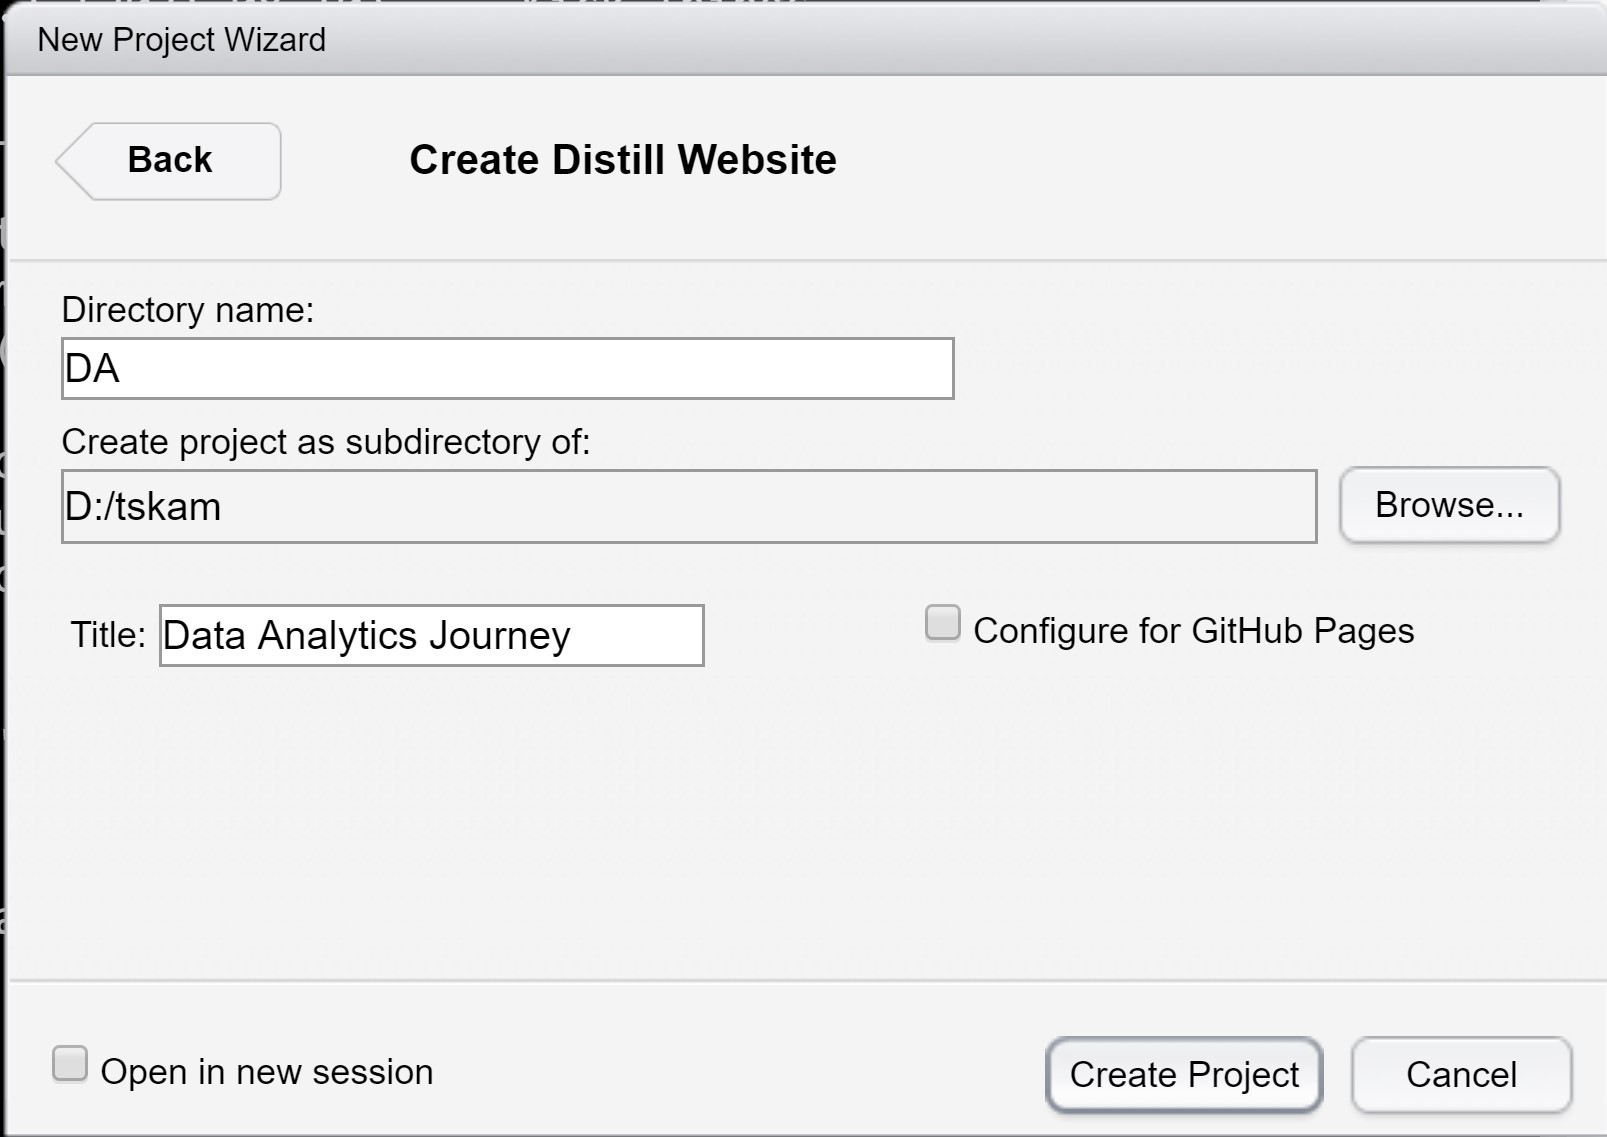 New Project Wizard
Back
Create Distill Website
Directory name:
DA
Create project as subdirectory of:
D:/tskam
Browse...
Title: Data Analytics Journey
Configure for GitHub Pages
Open in new session
Create Project
Cancel